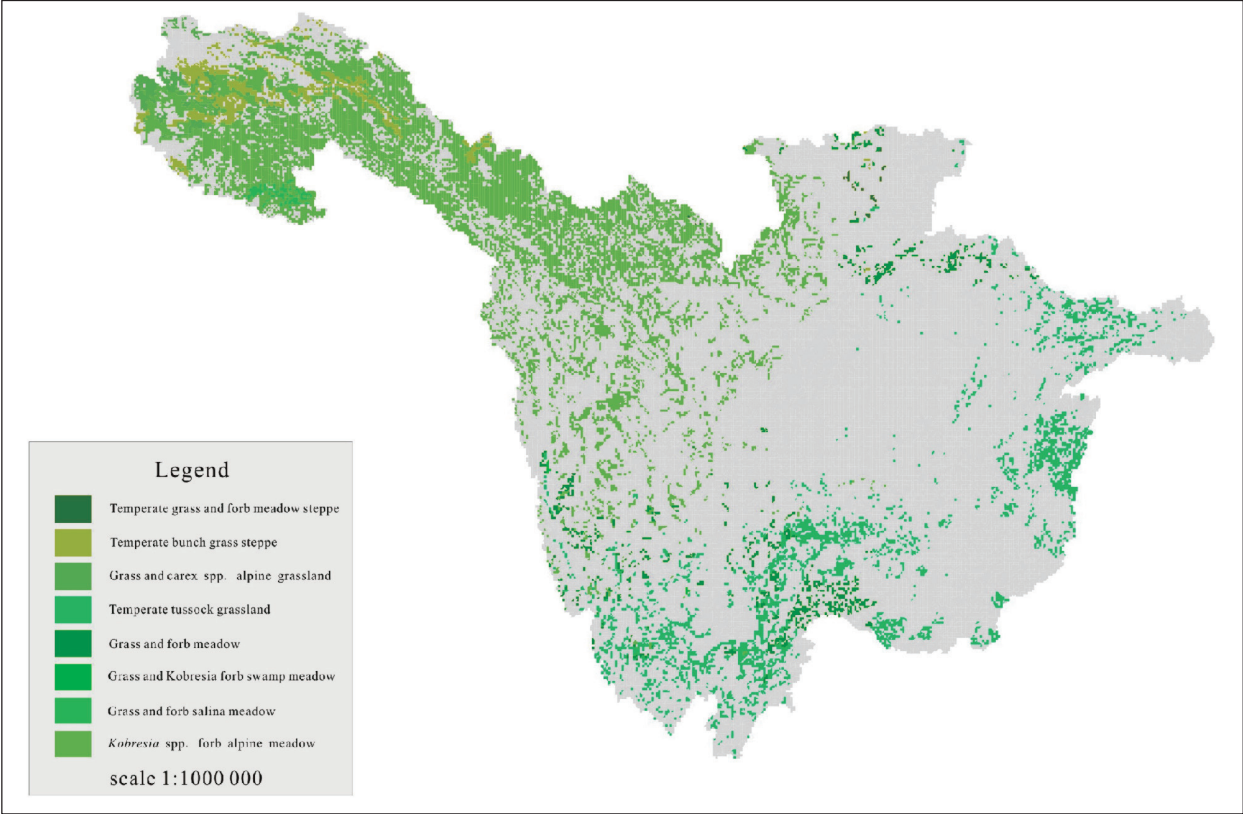 Legend
Temperate grass and forb meadow steppe
Temperate bunch grass steppe
Grass and carex spp. alpine grassland
Temperate tussock grassland
Grass and forb meadow
Grass and Kobresia forb swamp meadow
Grass and forb salina meadow
Kobresia spp. forb alpine meadow
scale 1:1000 000